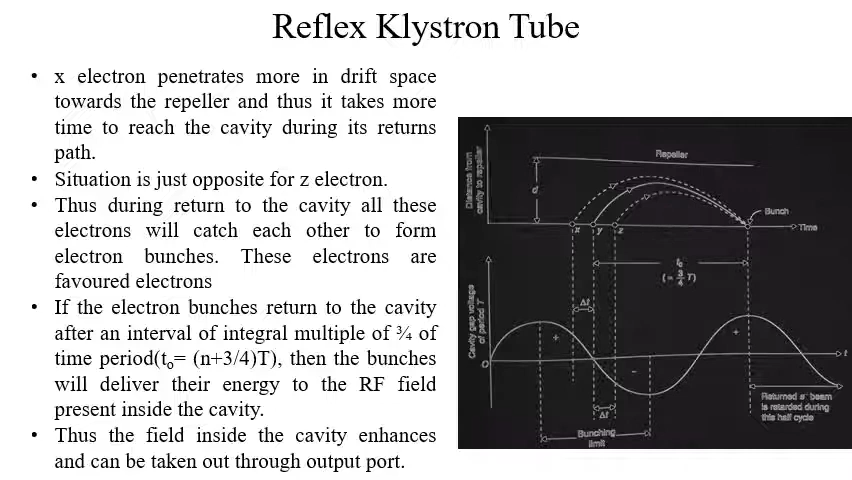 Reflex Klystron Tube
• x electron penetrates more in drift space
towards the repeller and thus it takes more
time to reach the cavity during its returns
path.
• Situation is just opposite for z electron.
• Thus during return to the cavity all these
electrons will catch each other to form
electron bunches. These electrons are
favoured electrons
• If the electron bunches return to the cavity
after an interval of integral multiple of ¾ of
time period(t₀= (n+3/4)T), then the bunches
will deliver their energy to the RF field
present inside the cavity.
• Thus the field inside the cavity enhances
and can be taken out through output port.
Distance from
cavity to repeller
Repeller
d
x y z
Bunch
Time
t₀
(= 3/4 T)
Cavity gap voltage
of period T
Δt
+
-
+
O
t
Δt
Bunching
limit
Returned e⁻ beam
is retarded during
this half cycle